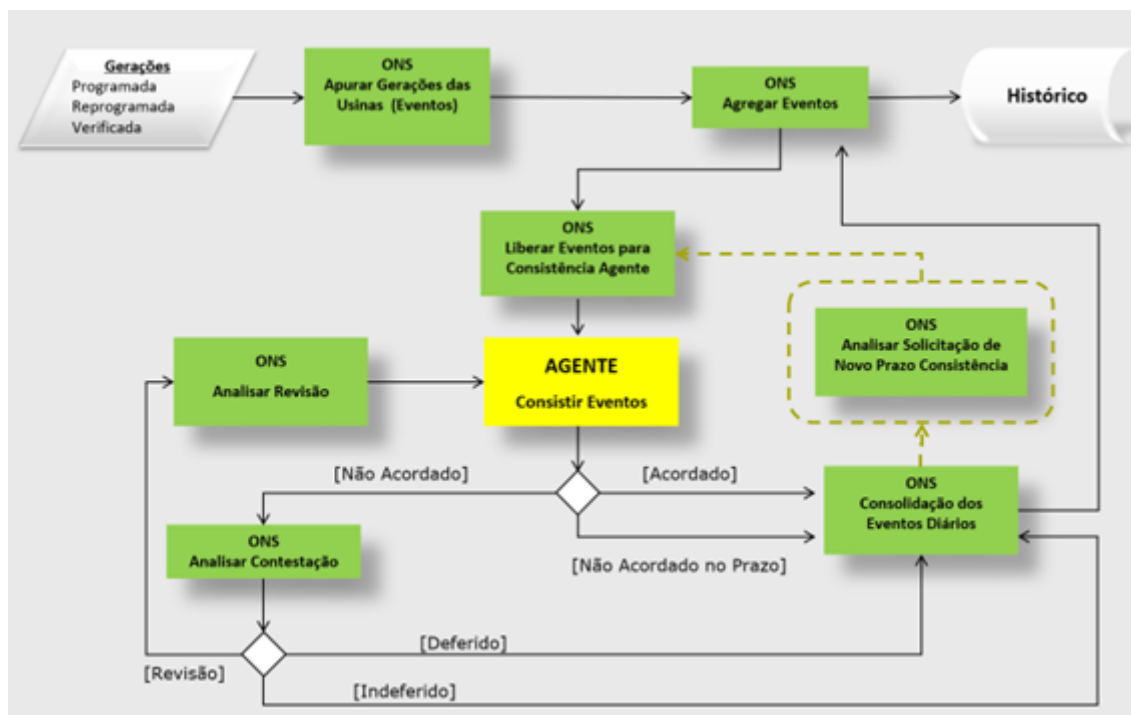 Gerações
Programada
Reprogramada
Verificada
ONS
Apurar Gerações das
Usinas (Eventos)
ONS
Agregar Eventos
Histórico
ONS
Liberar Eventos para
Consistência Agente
ONS
Analisar Solicitação de
Novo Prazo Consistência
ONS
Analisar Revisão
AGENTE
Consistir Eventos
[Não Acordado]
[Acordado]
ONS
Consolidação dos
Eventos Diários
ONS
Analisar Contestação
[Não Acordado no Prazo]
[Deferido]
[Revisão]
[Indeferido]